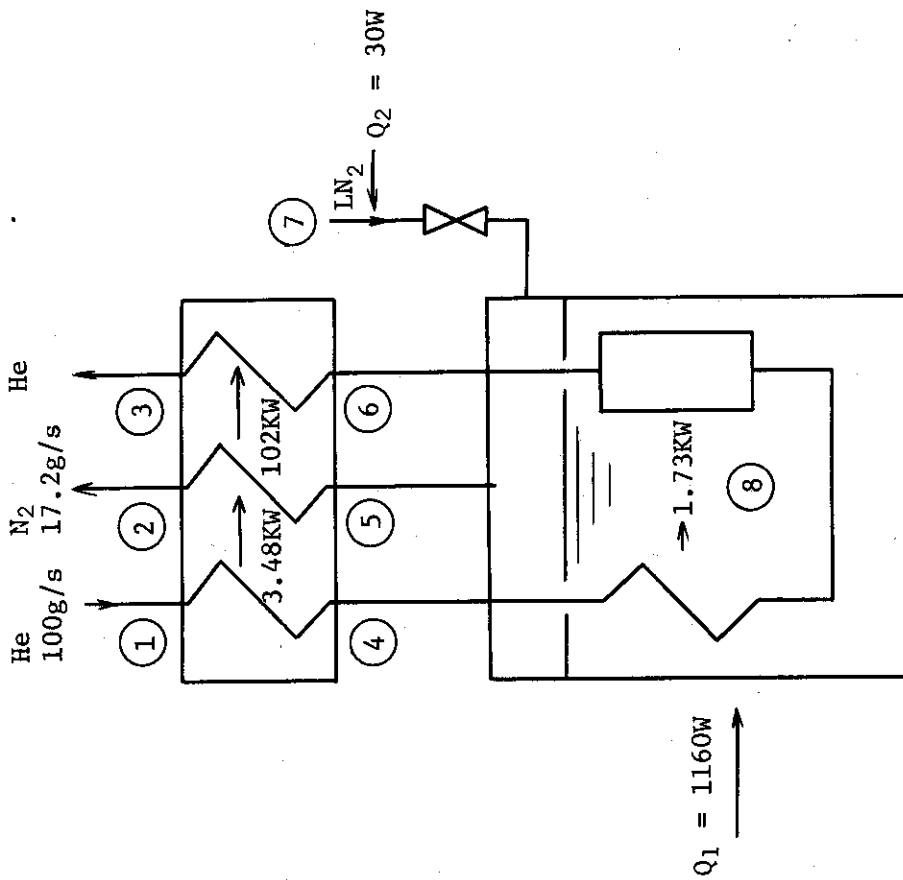 He
100g/s
N₂
17.2g/s
He
①
②
③
3.48KW
102KW
④
⑤
⑥
⑦
LN₂
Q₂ = 30W
1.73KW
⑧
Q₁ = 1160W